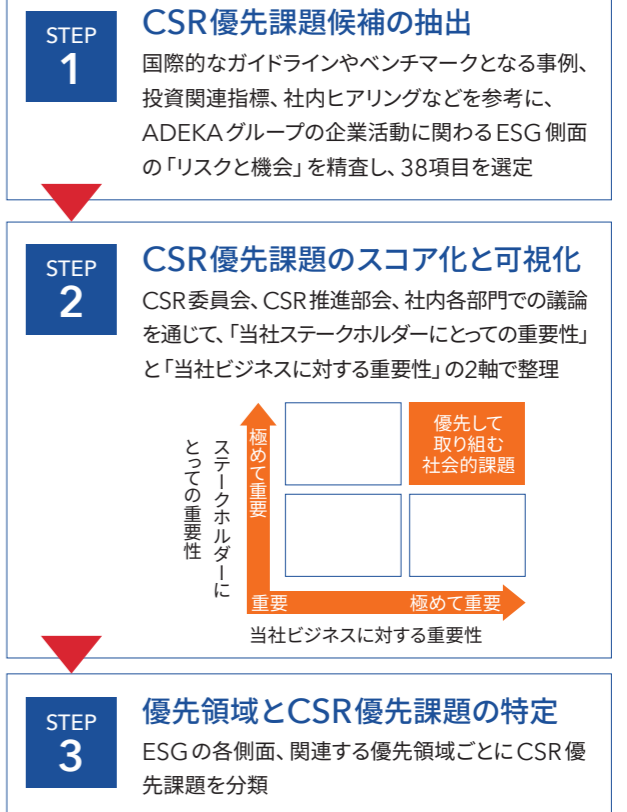 STEP
1
CSR優先課題候補の抽出
国際的なガイドラインやベンチマークとなる事例、
投資関連指標、社内ヒアリングなどを参考に、
ADEKAグループの企業活動に関わるESG側面
の「リスクと機会」を精査し、38項目を選定
STEP
2
CSR優先課題のスコア化と可視化
CSR委員会、CSR推進部会、社内各部門での議論
を通じて、「当社ステークホルダーにとっての重要性」
と「当社ビジネスに対する重要性」の2軸で整理
ステークホルダーに
とっての重要性
極めて重要
優先して
取り組む
社会的課題
重要
極めて重要
当社ビジネスに対する重要性
STEP
3
優先領域とCSR優先課題の特定
ESGの各側面、関連する優先領域ごとにCSR優
先課題を分類